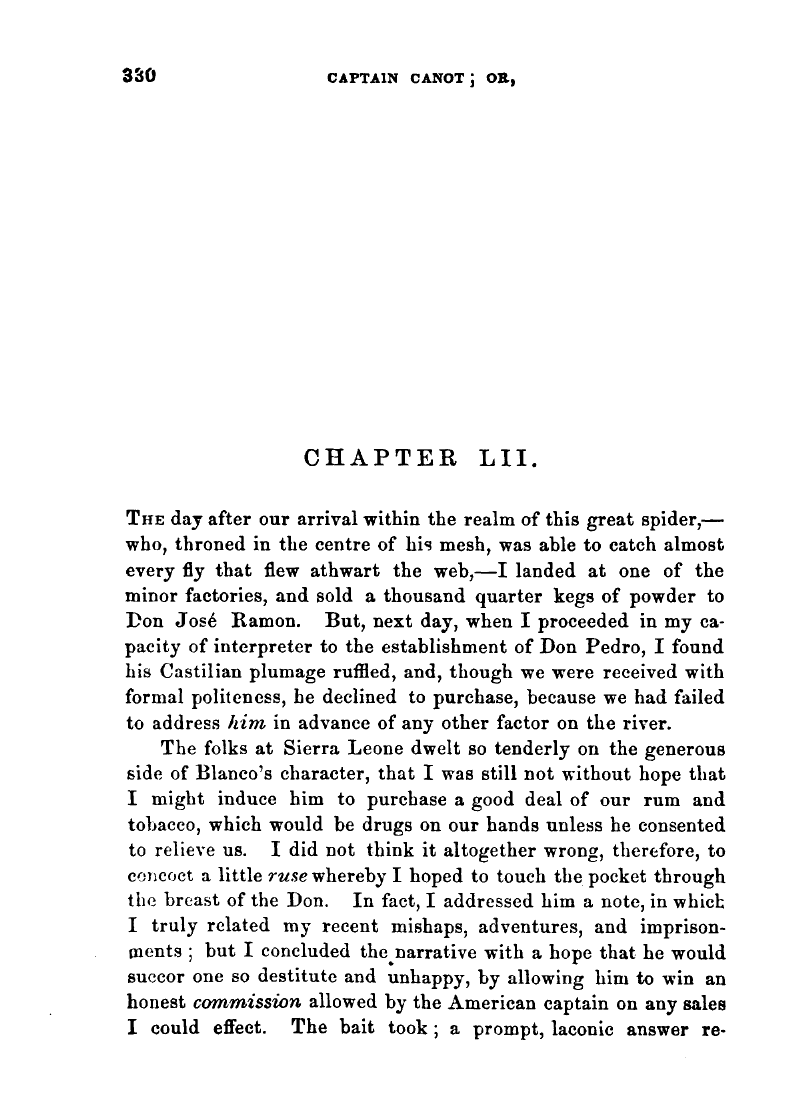 330 CAPTAIN CANOT; OR,
CHAPTER LII.
THE day after our arrival within the realm of this great spider,—
who, throned in the centre of his mesh, was able to catch almost
every fly that flew athwart the web,—I landed at one of the
minor factories, and sold a thousand quarter kegs of powder to
Don José Ramon. But, next day, when I proceeded in my ca-
pacity of interpreter to the establishment of Don Pedro, I found
his Castilian plumage ruffled, and, though we were received with
formal politeness, he declined to purchase, because we had failed
to address him in advance of any other factor on the river.
The folks at Sierra Leone dwelt so tenderly on the generous
side of Blanco's character, that I was still not without hope that
I might induce him to purchase a good deal of our rum and
tobacco, which would be drugs on our hands unless he consented
to relieve us. I did not think it altogether wrong, therefore, to
concoct a little ruse whereby I hoped to touch the pocket through
the breast of the Don. In fact, I addressed him a note, in which
I truly related my recent mishaps, adventures, and imprison-
ments; but I concluded the narrative with a hope that he would
succor one so destitute and unhappy, by allowing him to win an
honest commission allowed by the American captain on any sales
I could effect. The bait took; a prompt, laconic answer re-